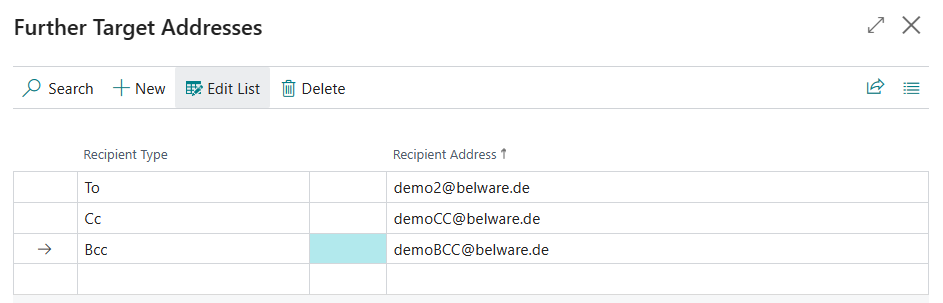 Further Target Addresses
Search New Edit List Delete
Recipient Type Recipient Address ↑
To demo2@belware.de
Cc demoCC@belware.de
Bcc demoBCC@belware.de